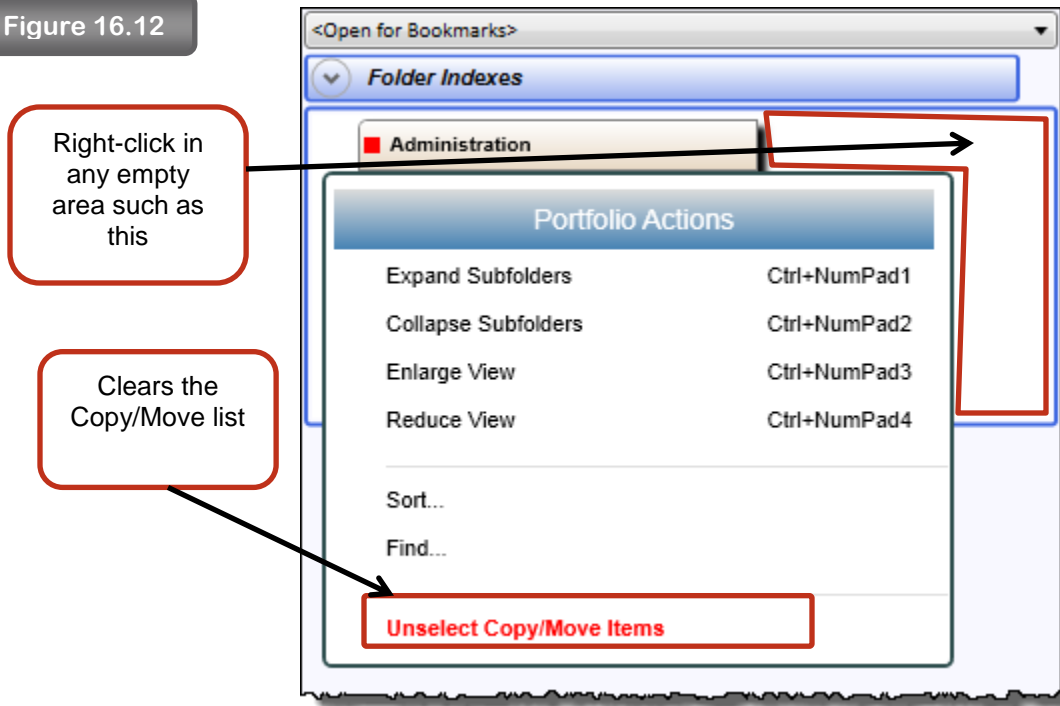 Figure 16.12
<Open for Bookmarks>
Folder Indexes
Right-click in
any empty
area such as
this
Administration
Portfolio Actions
Expand Subfolders Ctrl+NumPad1
Collapse Subfolders Ctrl+NumPad2
Enlarge View Ctrl+NumPad3
Reduce View Ctrl+NumPad4
Clears the
Copy/Move list
Sort...
Find...
Unselect Copy/Move Items